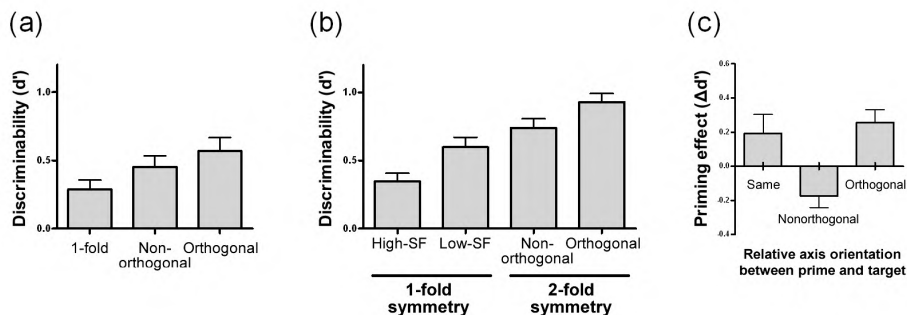 (a)
Discriminability (d')
1.0
0.5
0.0
1-fold
Non-
orthogonal
Orthogonal
(b)
Discriminability (d')
1.0
0.5
0.0
High-SF
Low-SF
Non-
orthogonal
Orthogonal
1-fold
symmetry
2-fold
symmetry
(c)
Priming effect (Δd')
0.6
0.4
0.2
0.0
-0.2
-0.4
Same
Nonorthogonal
Orthogonal
Relative axis orientation
between prime and target